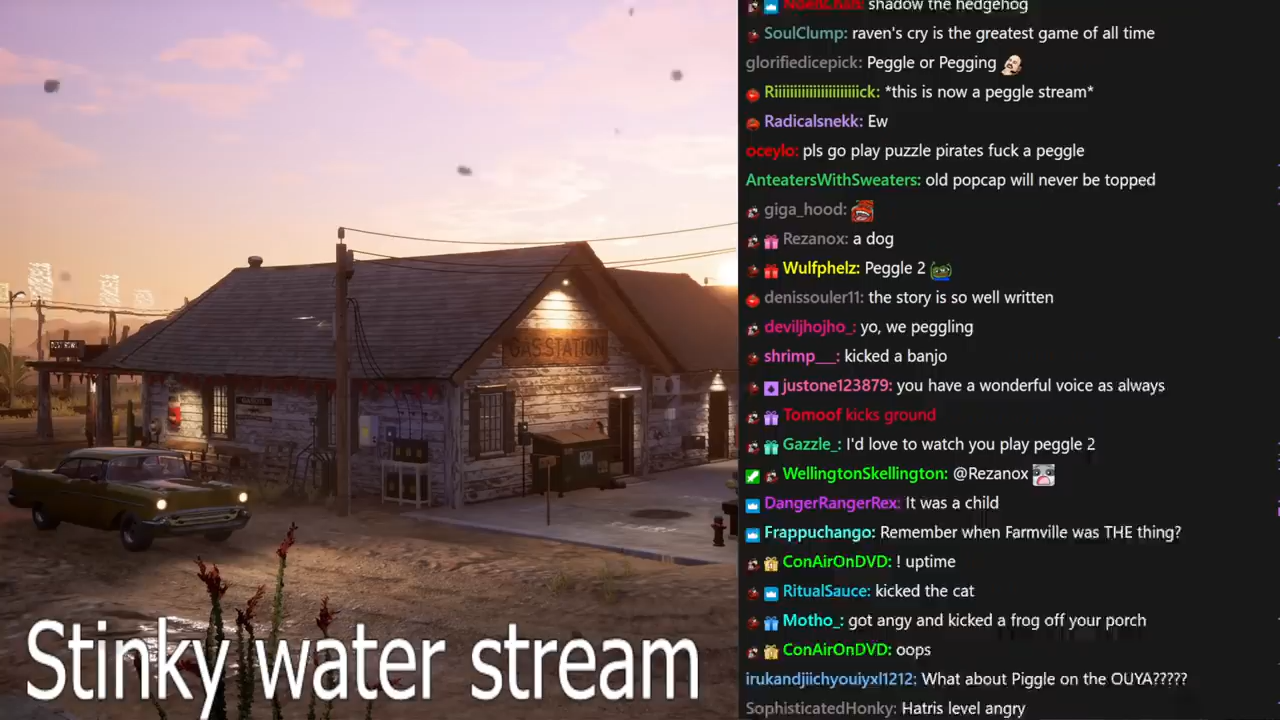 GAS STATION
Stinky water stream
NoelleChan: shadow the hedgehog
SoulClump: raven's cry is the greatest game of all time
glorifiedicepick: Peggle or Pegging
Riiiiiiiiiiiiiiiiiiiiick: *this is now a peggle stream*
Radicalsnekk: Ew
oceylo: pls go play puzzle pirates fuck a peggle
AnteatersWithSweaters: old popcap will never be topped
giga_hood:
Rezanox: a dog
Wulfphelz: Peggle 2
denissouler11: the story is so well written
deviljhojho_: yo, we peggling
shrimp___: kicked a banjo
justone123879: you have a wonderful voice as always
Tomoof kicks ground
Gazzle_: I'd love to watch you play peggle 2
WellingtonSkellington: @Rezanox
DangerRangerRex: It was a child
Frappuchango: Remember when Farmville was THE thing?
ConAirOnDVD: ! uptime
RitualSauce: kicked the cat
Motho_: got angry and kicked a frog off your porch
ConAirOnDVD: oops
irukandjiichyouiyxl1212: What about Piggle on the OUYA?????
SophisticatedHonky: Hatris level angry